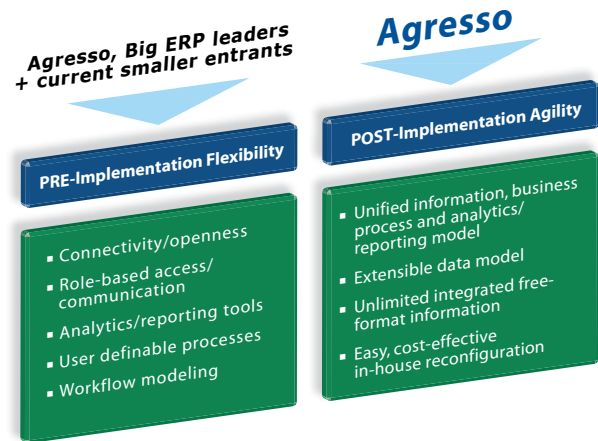 Agresso, Big ERP leaders
+ current smaller entrants
PRE-Implementation Flexibility
▪ Connectivity/openness
▪ Role-based access/
communication
▪ Analytics/reporting tools
▪ User definable processes
▪ Workflow modeling
Agresso
POST-Implementation Agility
▪ Unified information, business
process and analytics/
reporting model
▪ Extensible data model
▪ Unlimited integrated free-
format information
▪ Easy, cost-effective
in-house reconfiguration